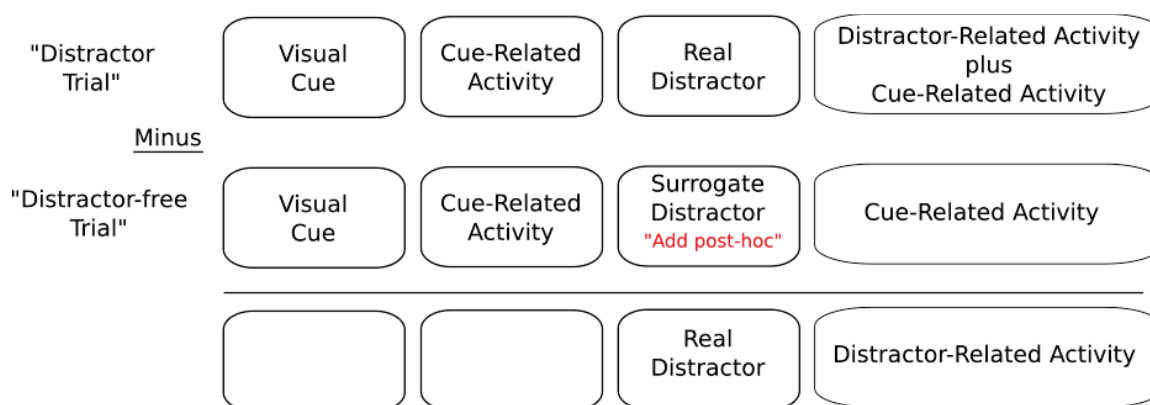 "Distractor
Trial"
Visual
Cue
Cue-Related
Activity
Real
Distractor
Distractor-Related Activity
plus
Cue-Related Activity
Minus
"Distractor-free
Trial"
Visual
Cue
Cue-Related
Activity
Surrogate
Distractor
"Add post-hoc"
Cue-Related Activity
Real
Distractor
Distractor-Related Activity